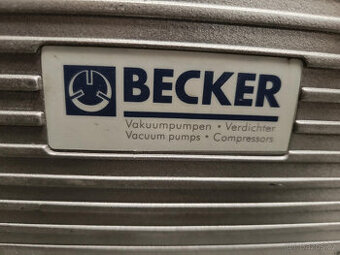 BECKER
Vakuumpumpen • Verdichter
Vacuum pumps • Compressors